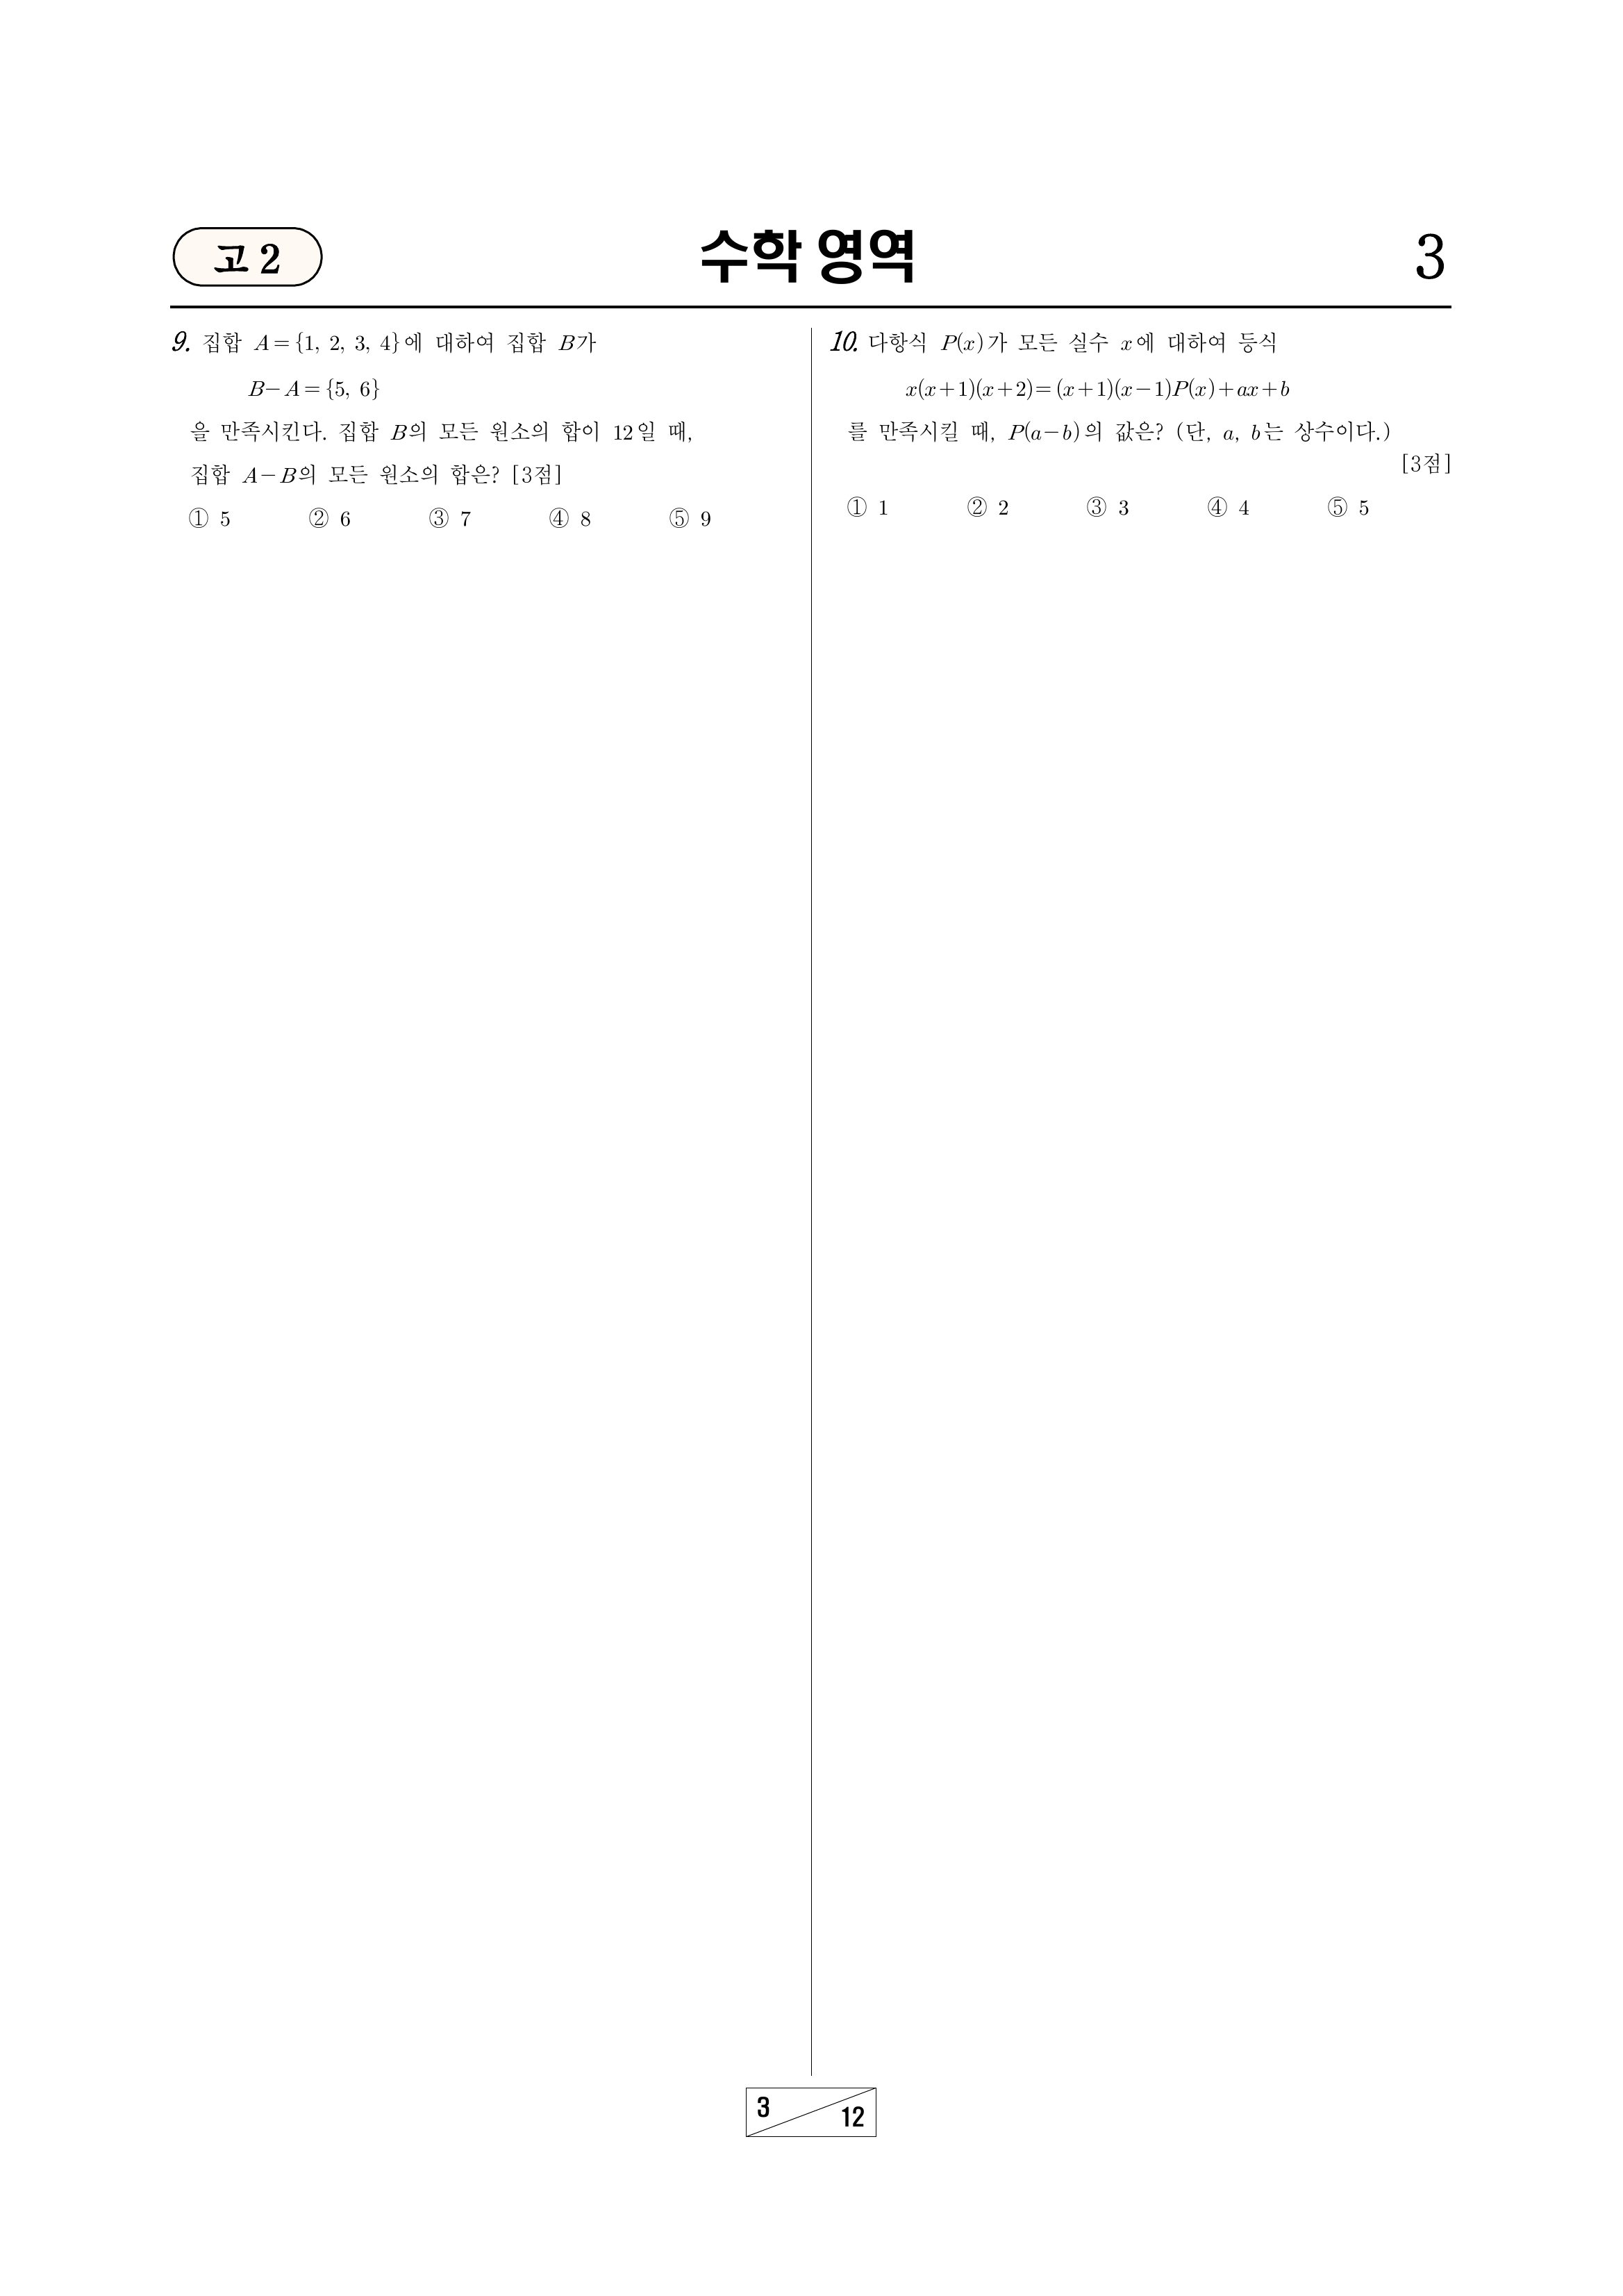 고 2
수학 영역
3
9. 집합 A={1, 2, 3, 4}에 대하여 집합 B가
B-A={5, 6}
을 만족시킨다. 집합 B의 모든 원소의 합이 12일 때,
집합 A-B의 모든 원소의 합은? [3점]
① 5 ② 6 ③ 7 ④ 8 ⑤ 9
10. 다항식 P(x)가 모든 실수 x에 대하여 등식
x(x+1)(x+2)=(x+1)(x-1)P(x)+ax+b
를 만족시킬 때, P(a-b)의 값은? (단, a, b는 상수이다.)
[3점]
① 1 ② 2 ③ 3 ④ 4 ⑤ 5
3
12